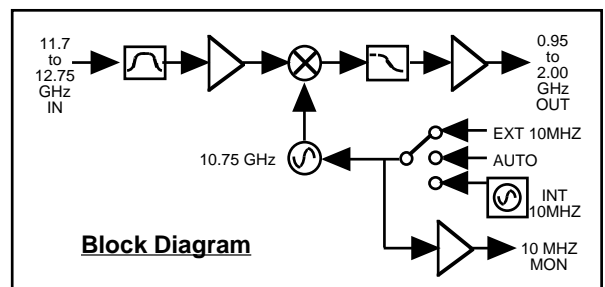 11.7
to
12.75
GHz
IN
0.95
to
2.00
GHz
OUT
10.75 GHz
EXT 10MHZ
AUTO
INT
10MHZ
10 MHZ
MON
Block Diagram